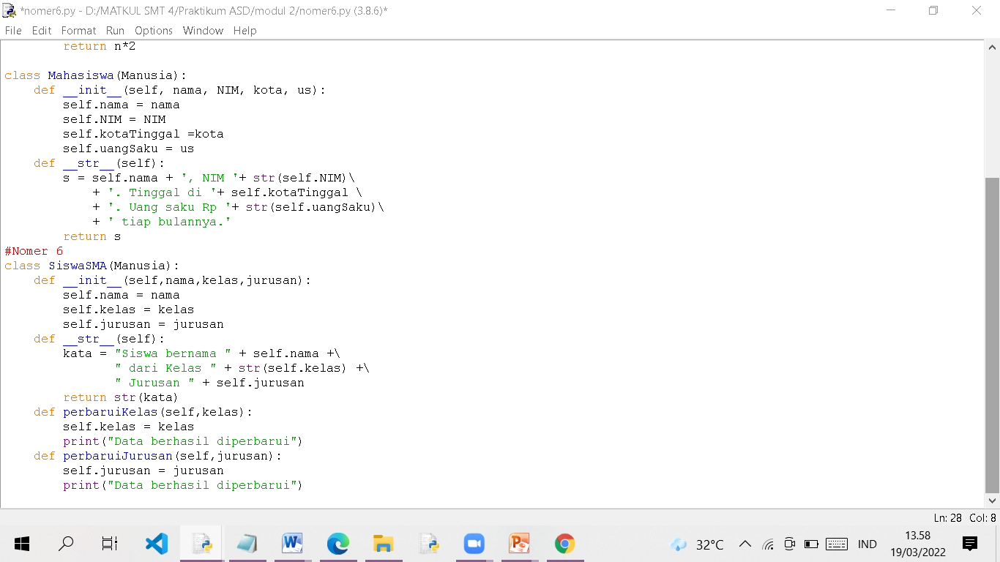 *nomer6.py - D:/MATKUL SMT 4/Praktikum ASD/modul 2/nomer6.py (3.8.6)*
File Edit Format Run Options Window Help
        return n*2

class Mahasiswa(Manusia):
    def __init__(self, nama, NIM, kota, us):
        self.nama = nama
        self.NIM = NIM
        self.kotaTinggal =kota
        self.uangSaku = us
    def __str__(self):
        s = self.nama + ', NIM '+ str(self.NIM)\
            + '. Tinggal di '+ self.kotaTinggal \
            + '. Uang saku Rp '+ str(self.uangSaku)\
            + ' tiap bulannya.'
        return s
#Nomer 6
class SiswaSMA(Manusia):
    def __init__(self,nama,kelas,jurusan):
        self.nama = nama
        self.kelas = kelas
        self.jurusan = jurusan
    def __str__(self):
        kata = "Siswa bernama " + self.nama +\
               " dari Kelas " + str(self.kelas) +\
               " Jurusan " + self.jurusan
        return str(kata)
    def perbaruiKelas(self,kelas):
        self.kelas = kelas
        print("Data berhasil diperbarui")
    def perbaruiJurusan(self,jurusan):
        self.jurusan = jurusan
        print("Data berhasil diperbarui")
Ln: 28 Col: 8
32°C IND 13.58
19/03/2022